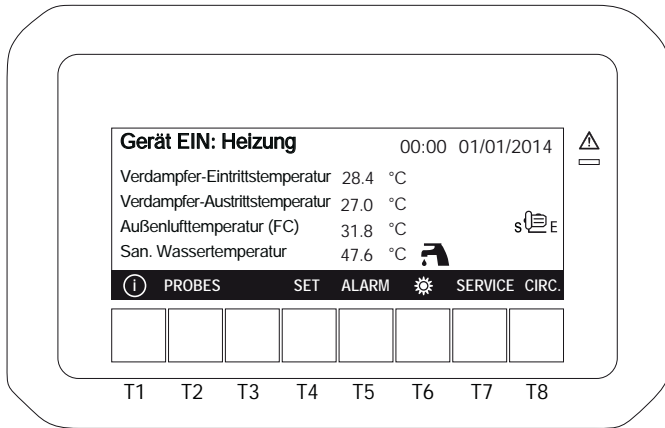 Gerät EIN: Heizung 00:00 01/01/2014
Verdampfer-Eintrittstemperatur 28.4 °C
Verdampfer-Austrittstemperatur 27.0 °C
Außenlufttemperatur (FC) 31.8 °C
S E
San. Wassertemperatur 47.6 °C
i PROBES SET ALARM SERVICE CIRC.
T1 T2 T3 T4 T5 T6 T7 T8